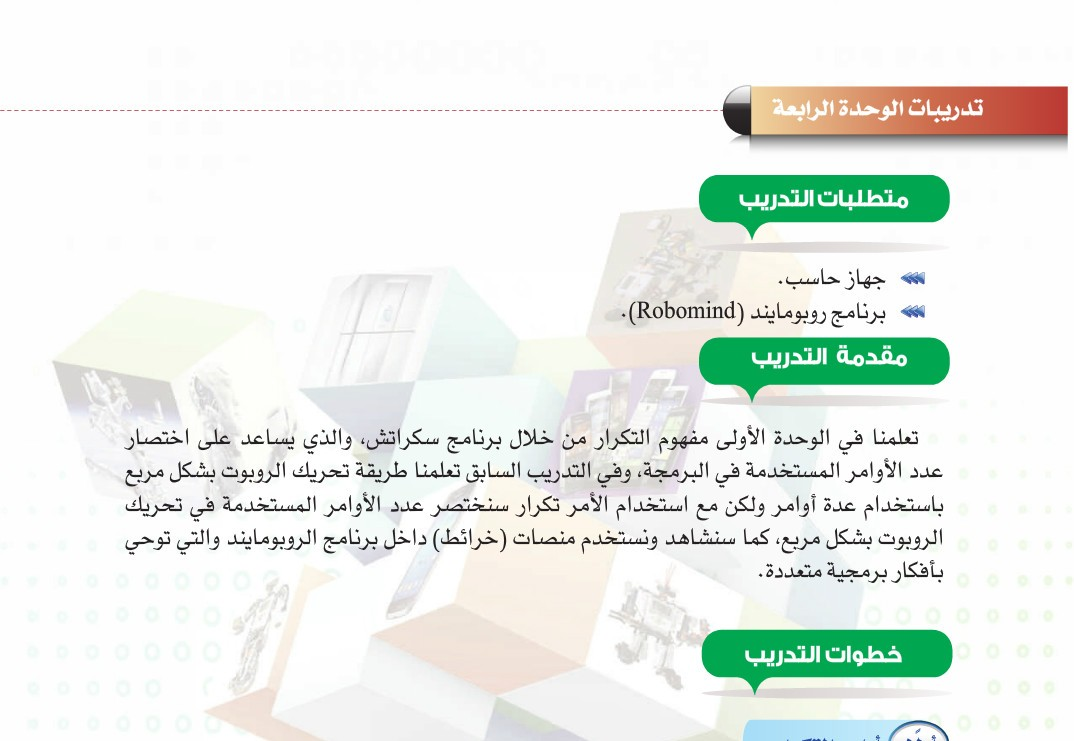 تدريبات الوحدة الرابعة
متطلبات التدريب
جهاز حاسب.
برنامج روبومايند (Robomind).
مقدمة التدريب
تعلمنا في الوحدة الأولى مفهوم التكرار من خلال برنامج سكراتش، والذي يساعد على اختصار
عدد الأوامر المستخدمة في البرمجة، وفي التدريب السابق تعلمنا طريقة تحريك الروبوت بشكل مربع
باستخدام عدة أوامر ولكن مع استخدام الأمر تكرار سنختصر عدد الأوامر المستخدمة في تحريك
الروبوت بشكل مربع، كما سنشاهد ونستخدم منصات (خرائط) داخل برنامج الروبومايند والتي توحي
بأفكار برمجية متعددة.
خطوات التدريب